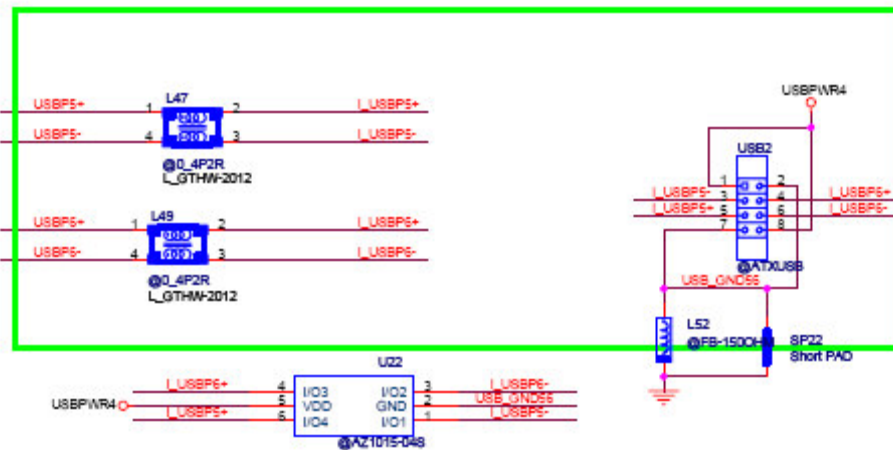 L47
USBP5+ 1 2 I_USBP5+
USBP5- 4 3 I_USBP5-
@0_4P2R
L_GTHW-2012
L49
USBP6+ 1 2 I_USBP6+
USBP6- 4 3 I_USBP6-
@0_4P2R
L_GTHW-2012
USBPWR4
USB2
1 2
I_USBP5- 3 4 I_USBP6+
I_USBP5+ 5 6 I_USBP6-
7 8
@ATXUSB
USB_GND56
L52
@FB-150OHM
SP22
Short PAD
U22
I_USBP6+ 4 I/O3 I/O2 3 I_USBP6-
USBPWR4 5 VDD GND 2 USB_GND56
I_USBP5+ 6 I/O4 I/O1 1 I_USBP5-
@AZ1015-04S